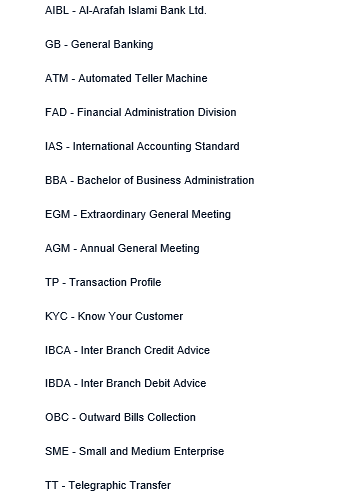 AIBL - Al-Arafah Islami Bank Ltd.
GB - General Banking
ATM - Automated Teller Machine
FAD - Financial Administration Division
IAS - International Accounting Standard
BBA - Bachelor of Business Administration
EGM - Extraordinary General Meeting
AGM - Annual General Meeting
TP - Transaction Profile
KYC - Know Your Customer
IBCA - Inter Branch Credit Advice
IBDA - Inter Branch Debit Advice
OBC - Outward Bills Collection
SME - Small and Medium Enterprise
TT - Telegraphic Transfer